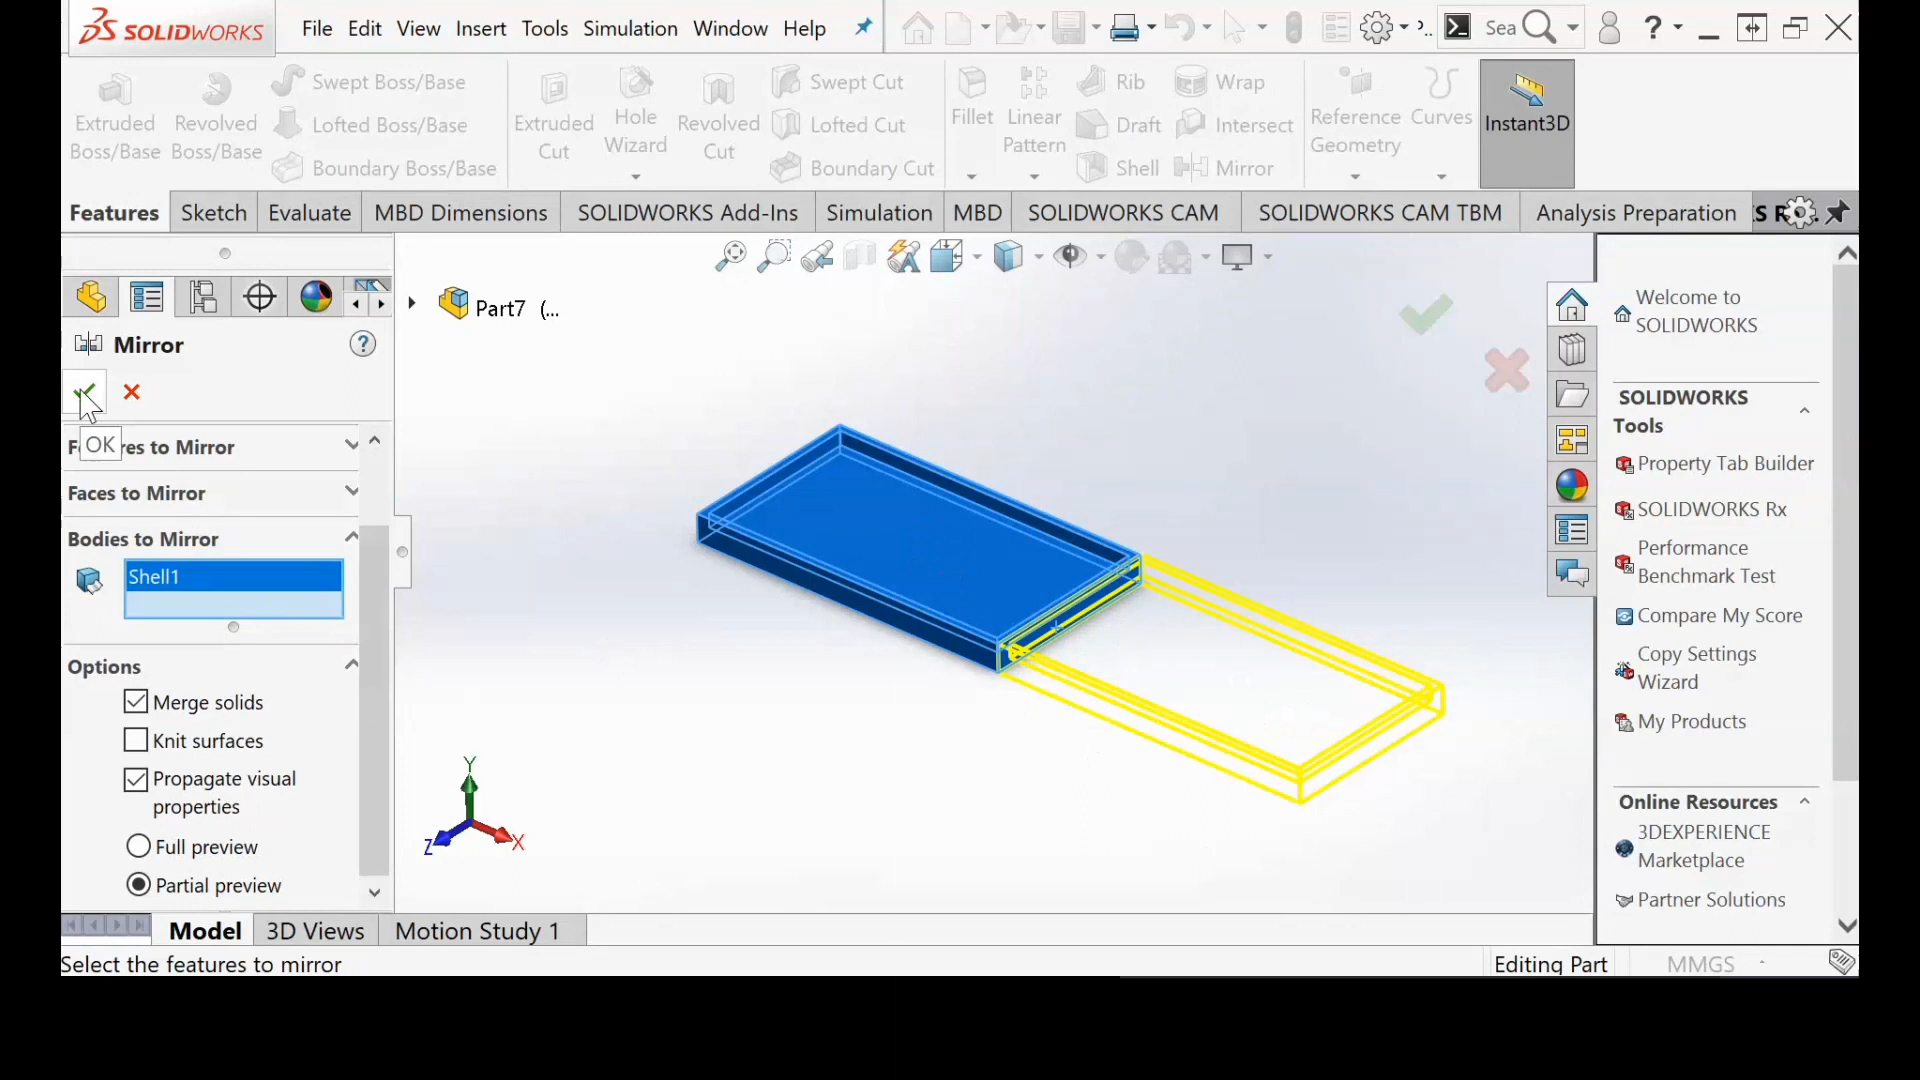 SOLIDWORKS File Edit View Insert Tools Simulation Window Help Sea ?
Extruded Boss/Base
Revolved Boss/Base
Swept Boss/Base
Lofted Boss/Base
Boundary Boss/Base
Extruded Cut
Hole Wizard
Revolved Cut
Swept Cut
Lofted Cut
Boundary Cut
Fillet
Linear Pattern
Rib
Draft
Shell
Wrap
Intersect
Mirror
Reference Geometry
Curves
Instant3D
Features Sketch Evaluate MBD Dimensions SOLIDWORKS Add-Ins Simulation MBD SOLIDWORKS CAM SOLIDWORKS CAM TBM Analysis Preparation
Part7 (...
Mirror ?
OK
Faces to Mirror
Bodies to Mirror
Shell1
Options
Merge solids
Knit surfaces
Propagate visual
properties
Full preview
Partial preview
Y
Z X
Welcome to
SOLIDWORKS
SOLIDWORKS
Tools
Property Tab Builder
SOLIDWORKS Rx
Performance
Benchmark Test
Compare My Score
Copy Settings
Wizard
My Products
Online Resources
3DEXPERIENCE
Marketplace
Partner Solutions
Model 3D Views Motion Study 1
Select the features to mirror Editing Part MMGS